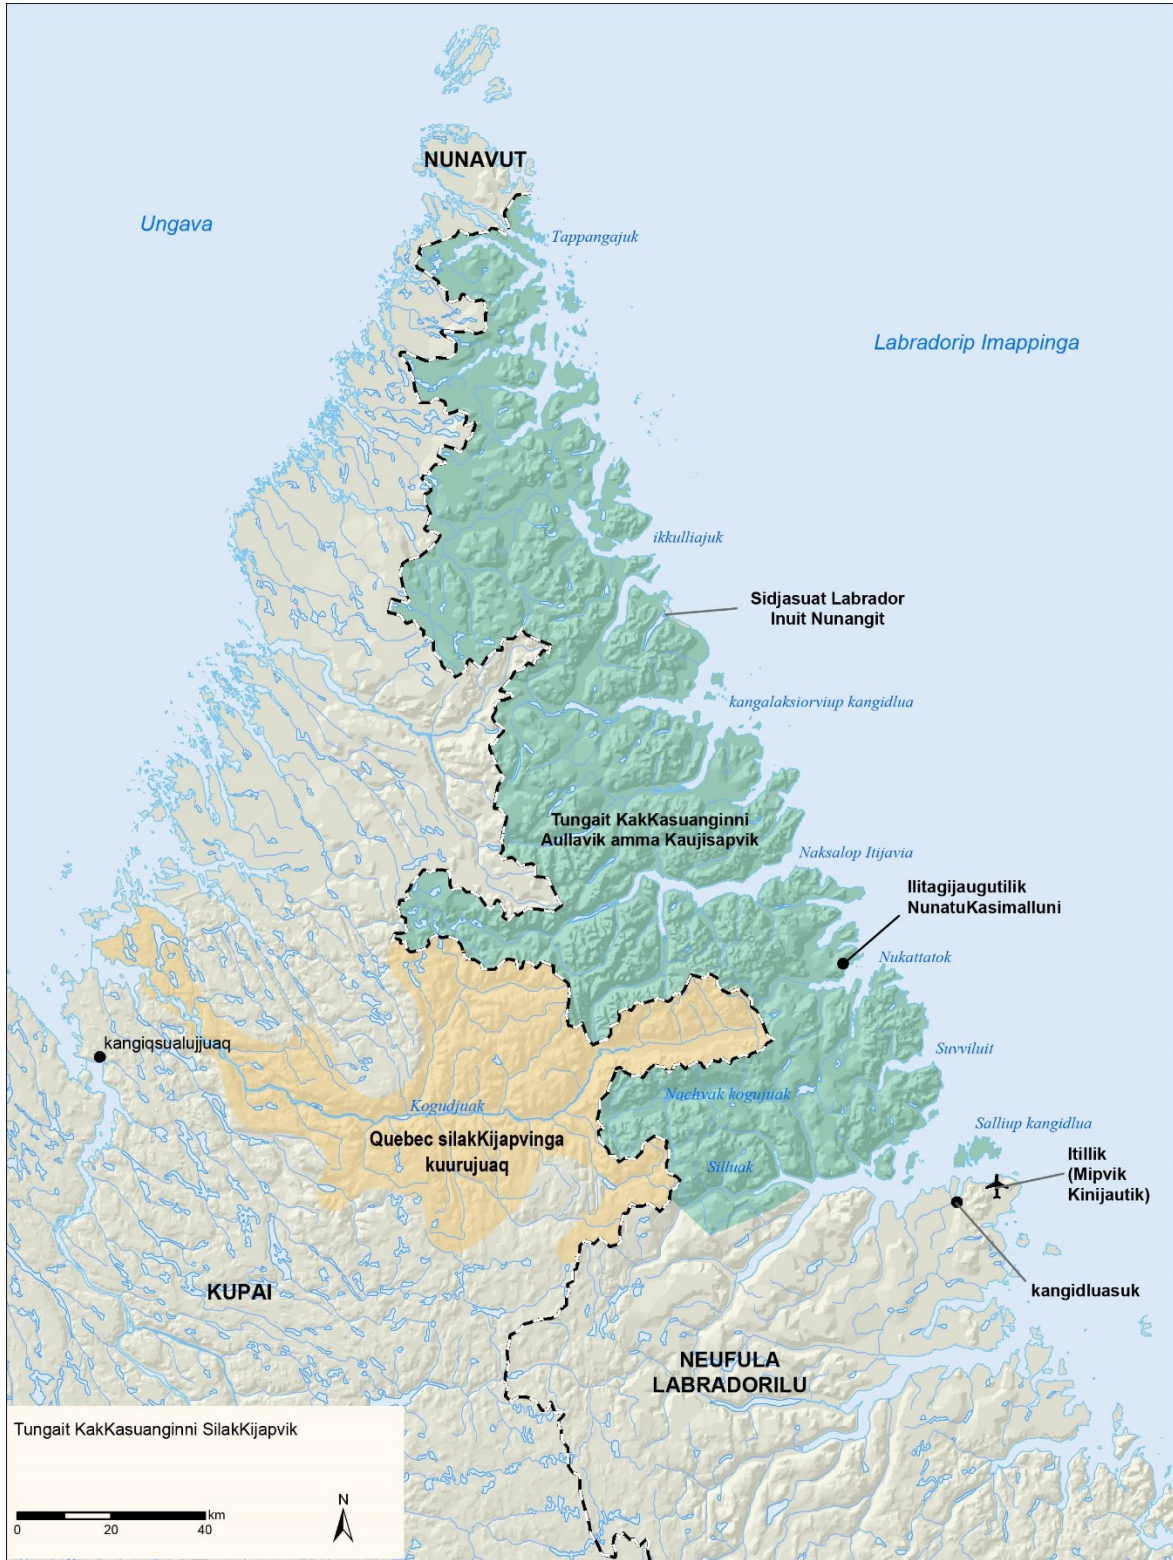 NUNAVUT
Ungava
Tappangajuk
Labradorip Imappinga
ikkulliajuk
Sidjasuat Labrador
Inuit Nunangit
kangalaksiorviup kangidlua
Tungait KakKasuanginni
Aullavik amma Kaujisapvik
Naksalop Itijavia
Ilitagijaugutilik
NunatuKasimalluni
Nukattatok
kangiqsualujjuaq
Suvviluit
Nachvak kogujuak
Kogudjuak
Salliup kangidlua
Quebec silakKijapvinga
kuurujuaq
Silluak
Itillik
(Mipvik
Kinijautik)
kangidluasuk
KUPAI
NEUFULA
LABRADORILU
Tungait KakKasuanginni SilakKijapvik
N
km
0 20 40